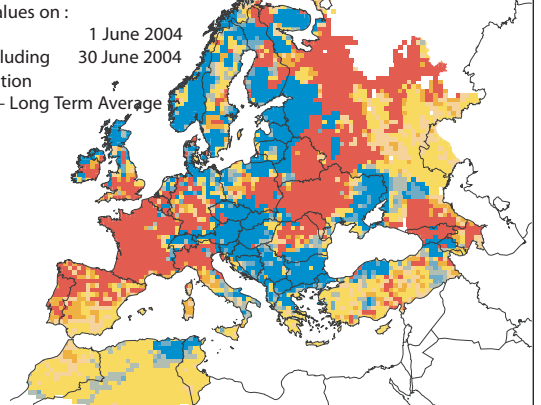 alues on :
1 June 2004
luding 30 June 2004
tion
- Long Term Average